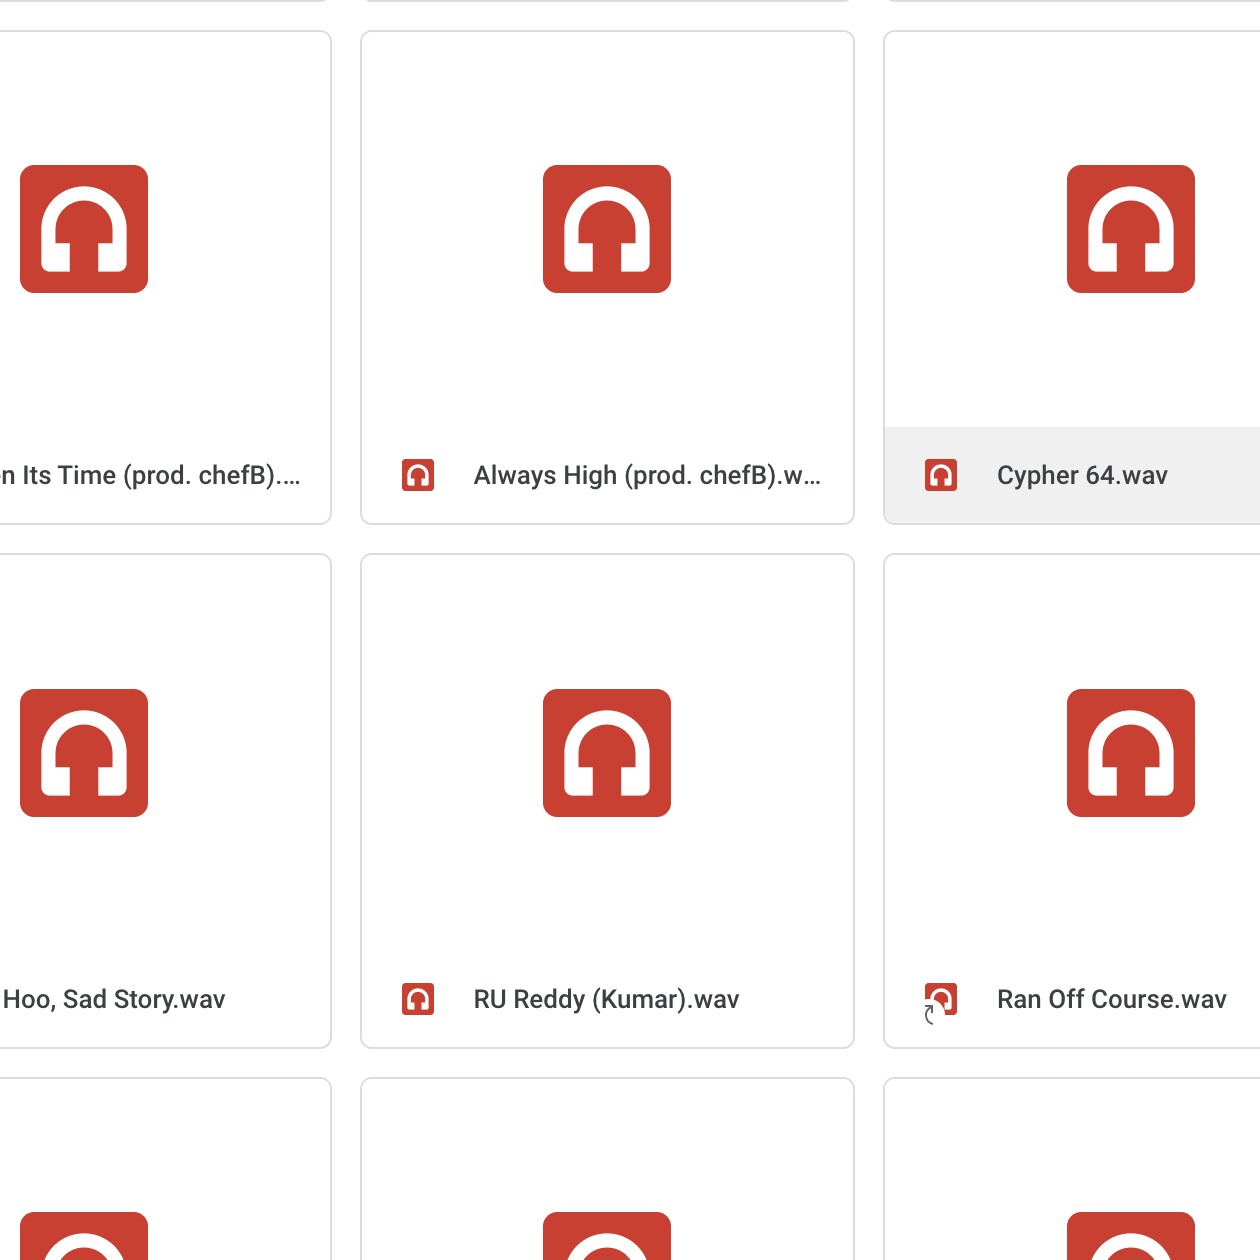 Its Time (prod. chefB)....
Always High (prod. chefB).w...
Cypher 64.wav
Hoo, Sad Story.wav
RU Reddy (Kumar).wav
Ran Off Course.wav